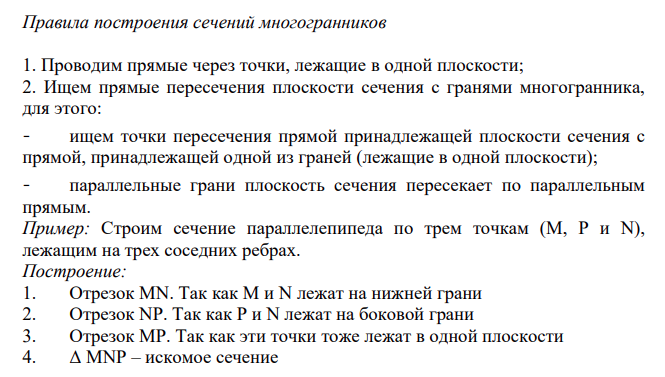 Правила построения сечений многогранников
1. Проводим прямые через точки, лежащие в одной плоскости;
2. Ищем прямые пересечения плоскости сечения с гранями многогранника,
для этого:
- ищем точки пересечения прямой принадлежащей плоскости сечения с
прямой, принадлежащей одной из граней (лежащие в одной плоскости);
- параллельные грани плоскость сечения пересекает по параллельным
прямым.
Пример: Строим сечение параллелепипеда по трем точкам (M, P и N),
лежащим на трех соседних ребрах.
Построение:
1. Отрезок MN. Так как M и N лежат на нижней грани
2. Отрезок NP. Так как P и N лежат на боковой грани
3. Отрезок MP. Так как эти точки тоже лежат в одной плоскости
4. Δ MNP – искомое сечение